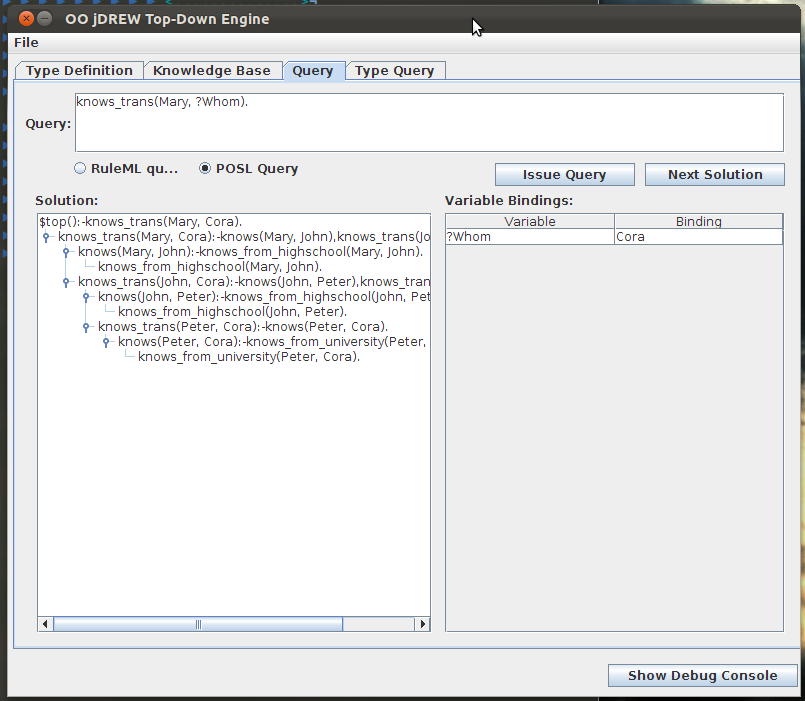 OO jDREW Top-Down Engine
File
Type Definition Knowledge Base Query Type Query
Query:
knows_trans(Mary, ?Whom).
RuleML qu... POSL Query
Issue Query Next Solution
Solution:
$top():-knows_trans(Mary, Cora).
knows_trans(Mary, Cora):-knows(Mary, John),knows_trans(Jo
knows(Mary, John):-knows_from_highschool(Mary, John).
knows_from_highschool(Mary, John).
knows_trans(John, Cora):-knows(John, Peter),knows_tran
knows(John, Peter):-knows_from_highschool(John, Pet
knows_from_highschool(John, Peter).
knows_trans(Peter, Cora):-knows(Peter, Cora).
knows(Peter, Cora):-knows_from_university(Peter,
knows_from_university(Peter, Cora).
Variable Bindings:
Variable Binding
?Whom Cora
Show Debug Console